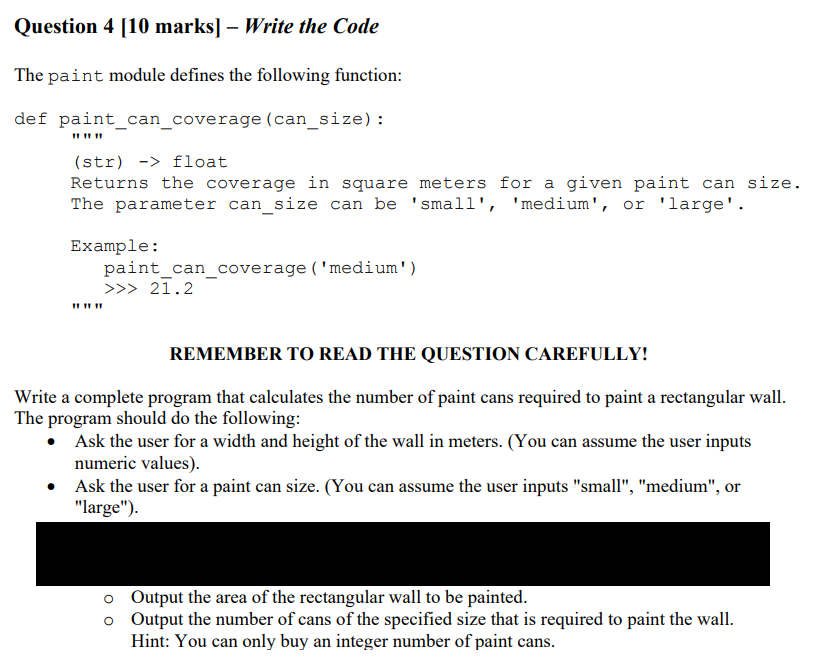 Question 4 [10 marks] – Write the Code
The paint module defines the following function:
def paint_can_coverage(can_size):
"""
(str) -> float
Returns the coverage in square meters for a given paint can size.
The parameter can_size can be 'small', 'medium', or 'large'.
Example:
paint_can_coverage('medium')
>>> 21.2
"""
REMEMBER TO READ THE QUESTION CAREFULLY!
Write a complete program that calculates the number of paint cans required to paint a rectangular wall.
The program should do the following:
• Ask the user for a width and height of the wall in meters. (You can assume the user inputs
numeric values).
• Ask the user for a paint can size. (You can assume the user inputs "small", "medium", or
"large").
o Output the area of the rectangular wall to be painted.
o Output the number of cans of the specified size that is required to paint the wall.
Hint: You can only buy an integer number of paint cans.